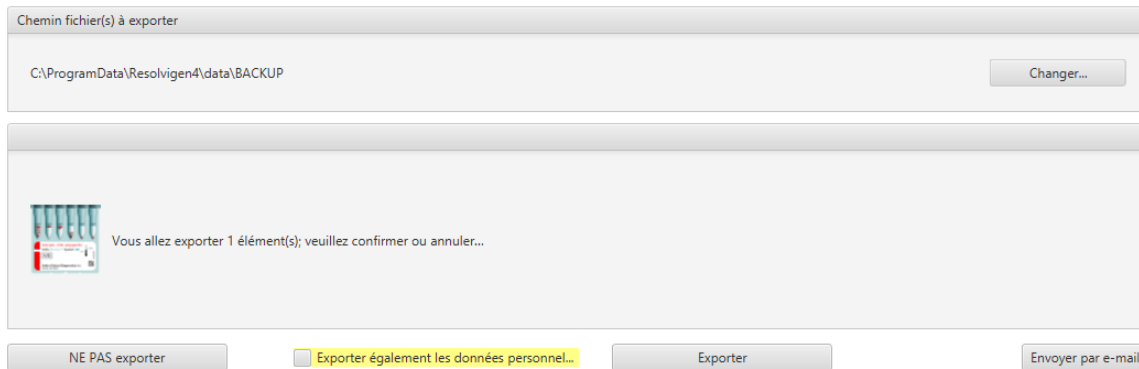 Chemin fichier(s) à exporter
C:\ProgramData\Resolvigen4\data\BACKUP
Changer...
Vous allez exporter 1 élément(s); veuillez confirmer ou annuler...
NE PAS exporter
Exporter également les données personnel...
Exporter
Envoyer par e-mail